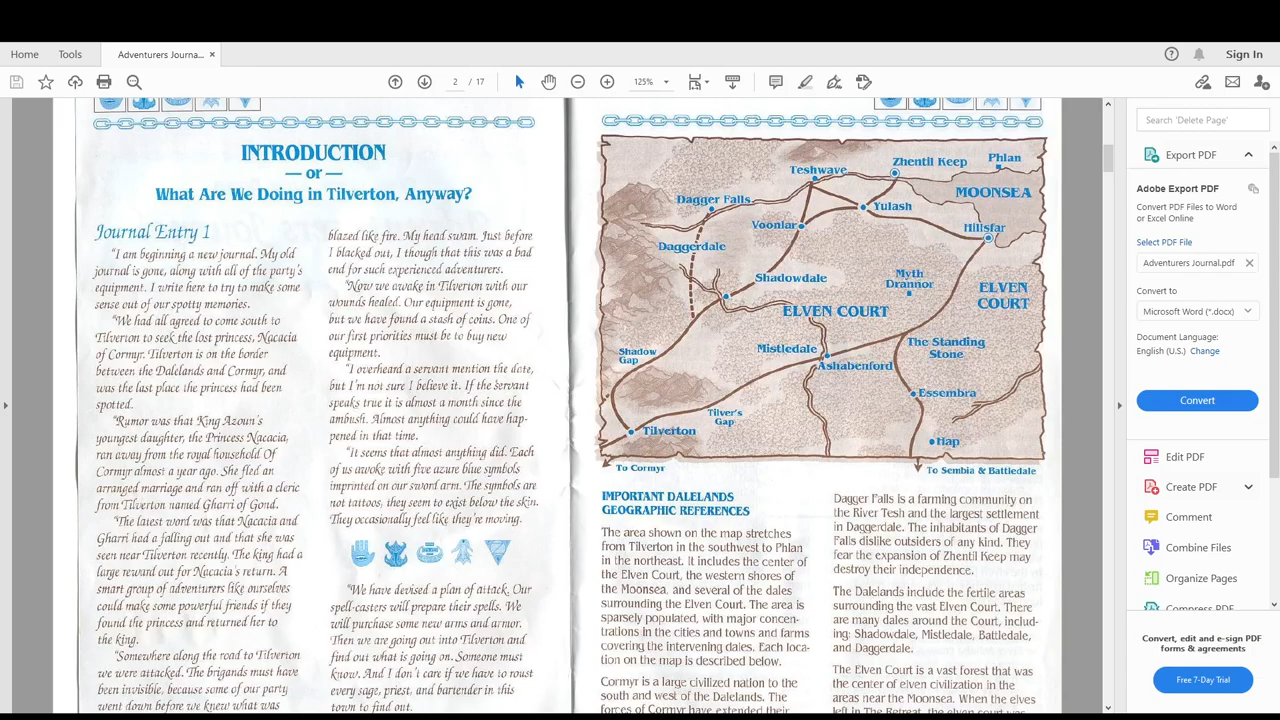 Home
Tools
Adventurers Journa... ×
Sign In
2 / 17
125%
INTRODUCTION
— or —
What Are We Doing in Tilverton, Anyway?
Journal Entry 1
"I am beginning a new journal. My old
journal is gone, along with all of the party's
equipment. I write here to try to make some
sense out of our spotty memories.
"We had all agreed to come south to
Tilverton to seek the lost princess, Nacacia
of Cormyr. Tilverton is on the border
between the Dalelands and Cormyr, and
was the last place the princess had been
spotted.
"Rumor was that King Azoun's
youngest daughter, the Princess Nacacia,
ran away from the royal household Of
Cormyr almost a year ago. She fled an
arranged marriage and ran off with a cleric
from Tilverton named Gharri of Gond.
"The latest word was that Nacacia and
Gharri had a falling out and that she was
seen near Tilverton recently. The king had a
large reward out for Nacacia's return. A
smart group of adventurers like ourselves
could make some powerful friends if they
found the princess and returned her to
the king.
"Somewhere along the road to Tilverton
we were attacked. The brigands must have
been invisible, because some of our party
went down before we knew what was
blazed like fire. My head swam. Just before
I blacked out, I though that this was a bad
end for such experienced adventurers.
"Now we awake in Tilverton with our
wounds healed. Our equipment is gone,
but we have found a stash of coins. One of
our first priorities must be to buy new
equipment.
"I overheard a servant mention the date,
but I'm not sure I believe it. If the servant
speaks true it is almost a month since the
ambush. Almost anything could have hap-
pened in that time.
"It seems that almost anything did. Each
of us awoke with five azure blue symbols
imprinted on our sword arm. The symbols are
not tattoos, they seem to exist below the skin.
They occasionally feel like they're moving.
"We have devised a plan of attack. Our
spell-casters will prepare their spells. We
will purchase some new arms and armor.
Then we are going out into Tilverton and
find out what is going on. Someone must
know. And I don't care if we have to roust
every sage, priest, and bartender in this
town to find out.
Teshwave
Zhentil Keep
Phlan
MOONSEA
Dagger Falls
Yulash
Voonlar
Hillsfar
Daggerdale
Shadowdale
Myth
Drannor
ELVEN
COURT
ELVEN COURT
Mistledale
The Standing
Stone
Shadow
Gap
Ashabenford
Essembra
Tilver's
Gap
Tilverton
Hap
To Cormyr
To Sembia & Battledale
IMPORTANT DALELANDS
GEOGRAPHIC REFERENCES
The area shown on the map stretches
from Tilverton in the southwest to Phlan
in the northeast. It includes the center of
the Elven Court, the western shores of
the Moonsea, and several of the dales
surrounding the Elven Court. The area is
sparsely populated, with major concen-
trations in the cities and towns and farms
covering the intervening dales. Each loca-
tion on the map is described below.
Cormyr is a large civilized nation to the
south and west of the Dalelands. The
forces of Cormyr have extended their
Dagger Falls is a farming community on
the River Tesh and the largest settlement
in Daggerdale. The inhabitants of Dagger
Falls dislike outsiders of any kind. They
fear the expansion of Zhentil Keep may
destroy their independence.
The Dalelands include the fertile areas
surrounding the vast Elven Court. There
are many dales around the Court, includ-
ing: Shadowdale, Mistledale, Battledale,
and Daggerdale.
The Elven Court is a vast forest that was
the center of elven civilization in the
areas near the Moonsea. When the elves
left in The Retreat, the elven court was
Search 'Delete Page'
Export PDF
Adobe Export PDF
Convert PDF Files to Word
or Excel Online
Select PDF File
Adventurers Journal.pdf
Convert to
Microsoft Word (*.docx)
Document Language:
English (U.S.) Change
Convert
Edit PDF
Create PDF
Comment
Combine Files
Organize Pages
Compress PDF
Convert, edit and e-sign PDF
forms & agreements
Free 7-Day Trial